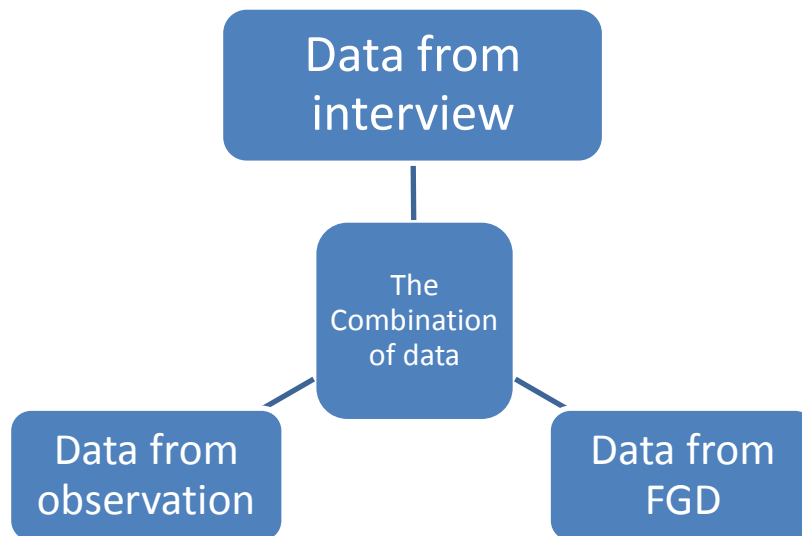 Data from
interview
The
Combination
of data
Data from
observation
Data from
FGD